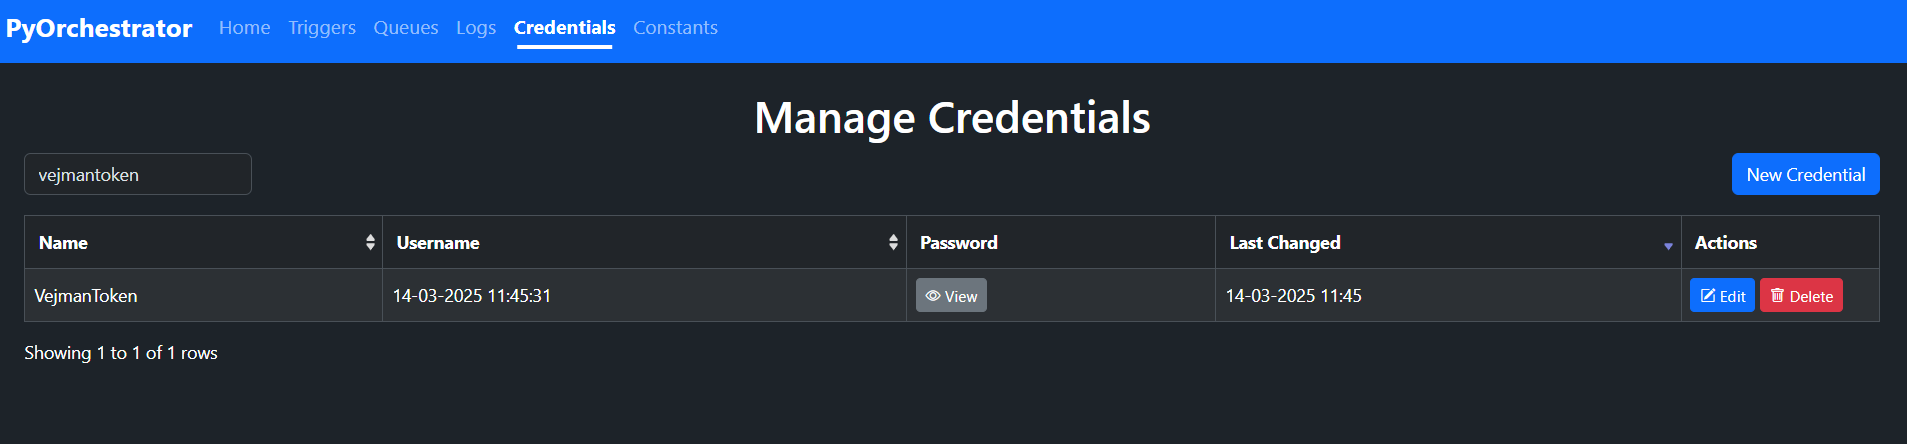 PyOrchestrator Home Triggers Queues Logs Credentials Constants
Manage Credentials
vejmantoken New Credential
Name Username Password Last Changed Actions
VejmanToken 14-03-2025 11:45:31 View 14-03-2025 11:45 Edit Delete
Showing 1 to 1 of 1 rows